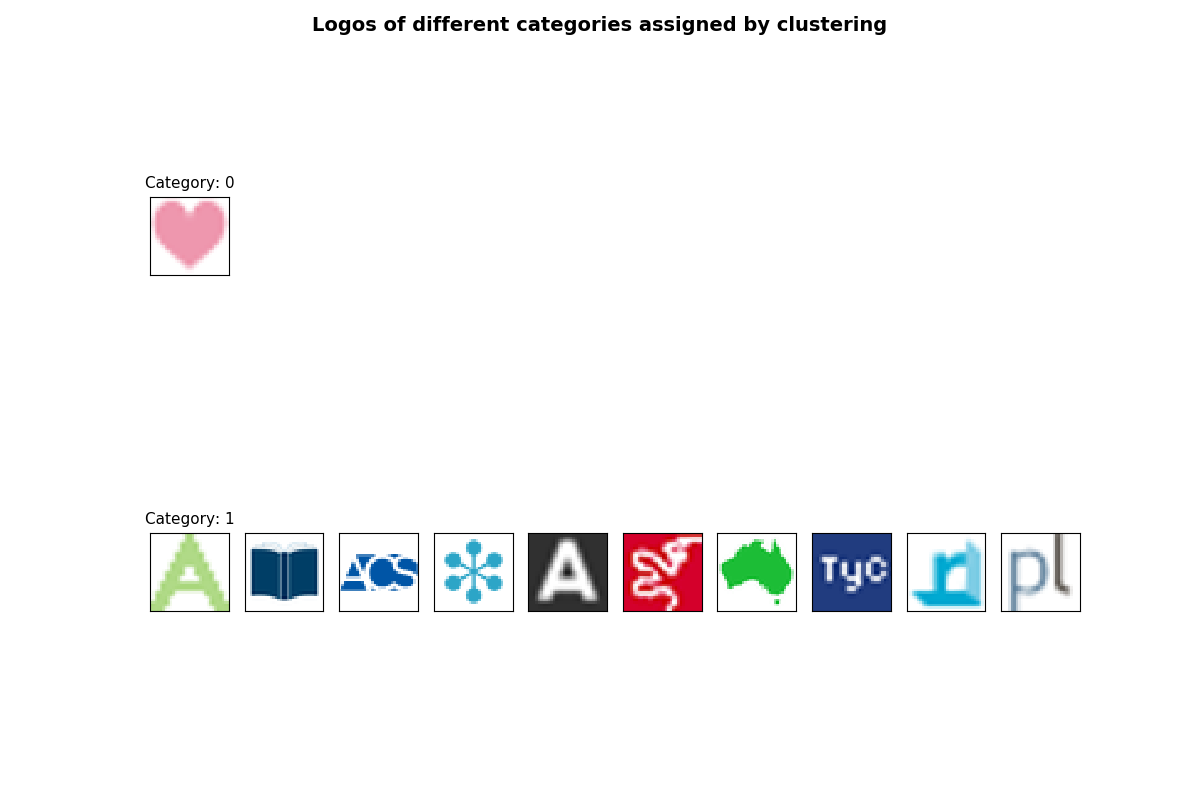 Logos of different categories assigned by clustering
Category: 0
Category: 1
A
ACS
A
TyC
n
pl